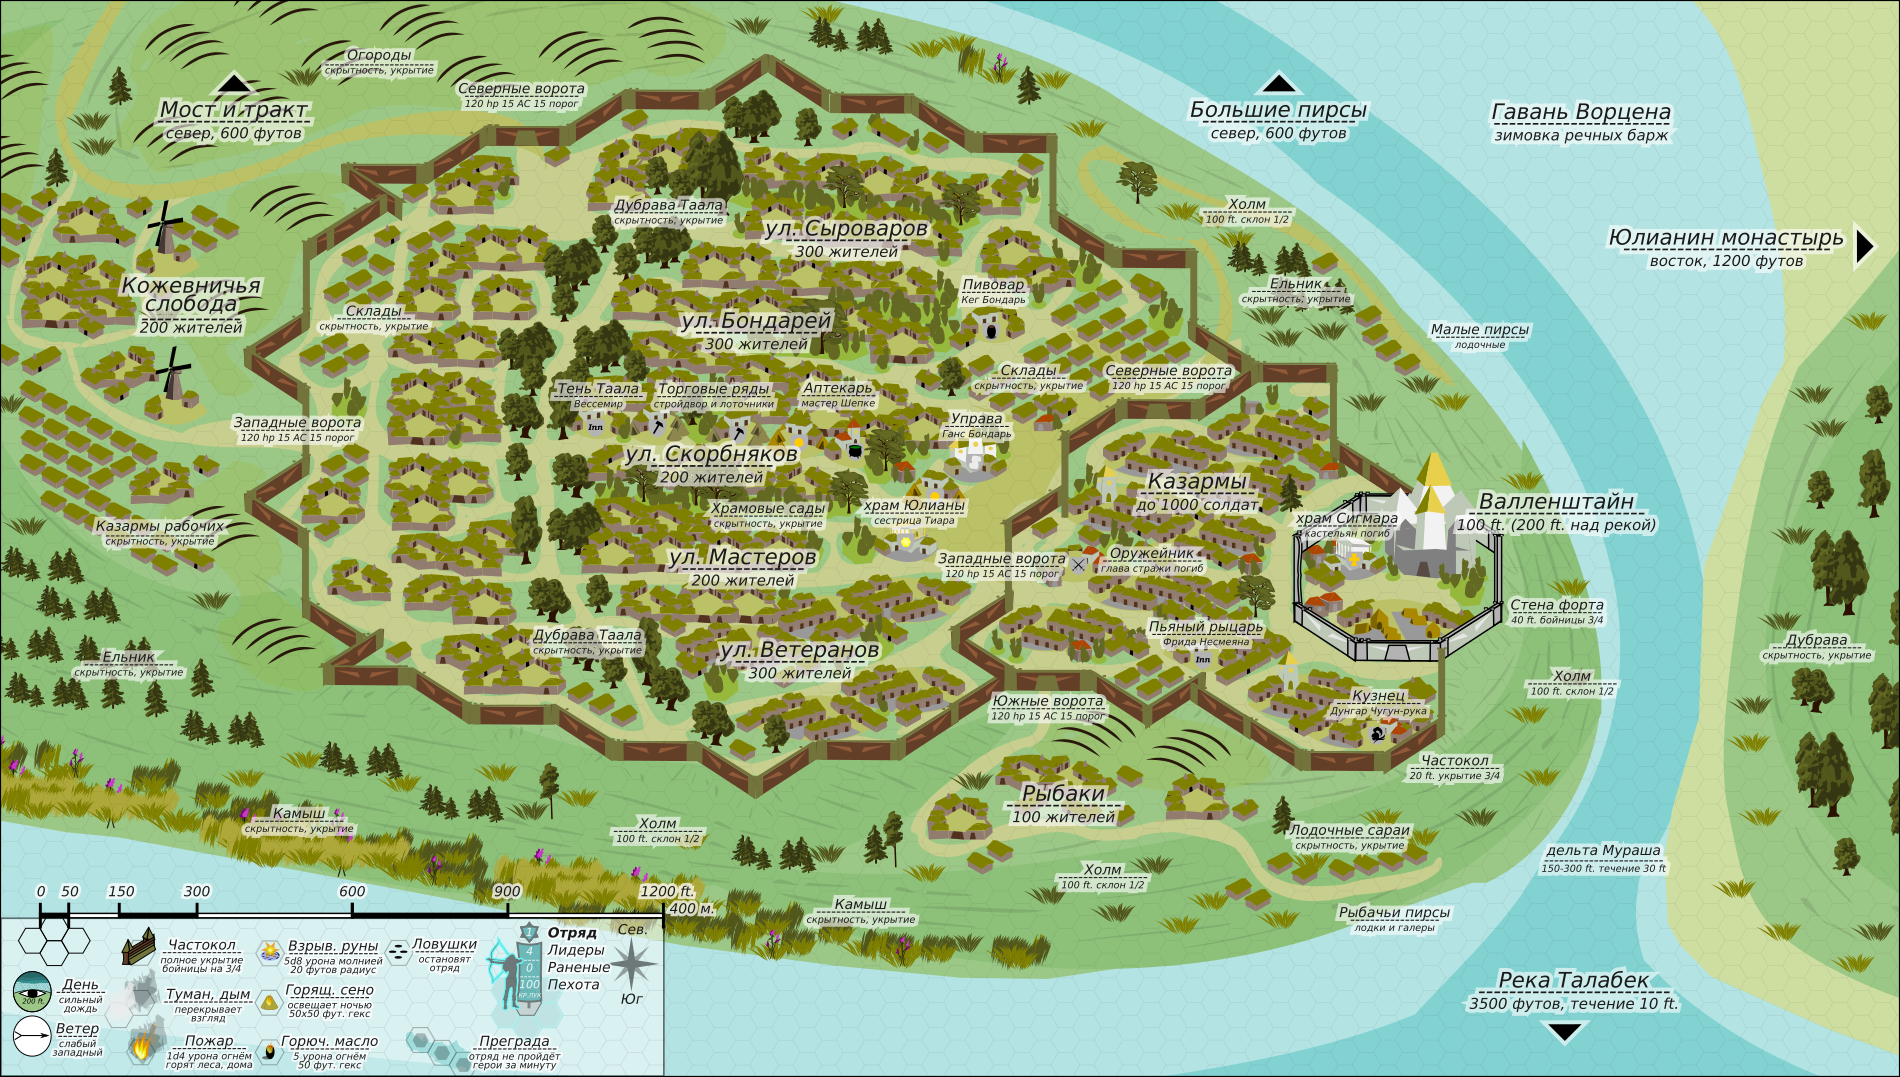 Огороды
скрытность, укрытие
Северные ворота
120 hp 15 AC 15 порог
Мост и тракт
север, 600 футов
Большие пирсы
север, 600 футов
Гавань Ворцена
зимовка речных барж
Дубрава Таала
скрытность, укрытие
ул. Сыроваров
300 жителей
Холм
100 ft. склон 1/2
Юлианин монастырь
восток, 1200 футов
Кожевничья
слобода
200 жителей
Склады
скрытность, укрытие
Пивовар
Кег Бондарь
Ельник
скрытность, укрытие
ул. Бондарей
300 жителей
Малые пирсы
лодочные
Тень Таала
Вессемир
Inn
Торговые ряды
стройдвор и лоточники
Аптекарь
мастер Шепке
Склады
скрытность, укрытие
Северные ворота
120 hp 15 AC 15 порог
Западные ворота
120 hp 15 AC 15 порог
Управа
Ганс Бондарь
ул. Скорбняков
200 жителей
Казармы
до 1000 солдат
Валленштайн
100 ft. (200 ft. над рекой)
Казармы рабочих
скрытность, укрытие
Храмовые сады
скрытность, укрытие
храм Юлианы
сестрица Тиара
храм Сигмара
кастельян погиб
ул. Мастеров
200 жителей
Западные ворота
120 hp 15 AC 15 порог
Оружейник
глава стражи погиб
Стена форта
40 ft. бойницы 3/4
Ельник
скрытность, укрытие
Дубрава Таала
скрытность, укрытие
ул. Ветеранов
300 жителей
Пьяный рыцарь
Фрида Несмеяна
Inn
Дубрава
скрытность, укрытие
Холм
100 ft. склон 1/2
Южные ворота
120 hp 15 AC 15 порог
Кузнец
Дунгар Чугун-рука
Частокол
20 ft. укрытие 3/4
Рыбаки
100 жителей
Камыш
скрытность, укрытие
Холм
100 ft. склон 1/2
Лодочные сараи
скрытность, укрытие
дельта Мураша
150-300 ft. течение 30 ft
Холм
100 ft. склон 1/2
Камыш
скрытность, укрытие
Рыбачьи пирсы
лодки и галеры
Река Талабек
3500 футов, течение 10 ft.
0 50 150 300 600 900 1200 ft.
400 м.
Частокол
полное укрытие
бойницы на 3/4
Взрыв. руны
5d8 урона молнией
20 футов радиус
Ловушки
остановят
отряд
1
4
0
100
КР.ЛУК
Отряд
Лидеры
Раненые
Пехота
Сев.
Юг
200 ft.
День
сильный
дождь
Туман, дым
перекрывает
взгляд
Горящ. сено
освещает ночью
50x50 фут. гекс
Ветер
слабый
западный
Пожар
1d4 урона огнём
горят леса, дома
Горюч. масло
5 урона огнём
50 фут. гекс
Преграда
отряд не пройдёт
герои за минуту